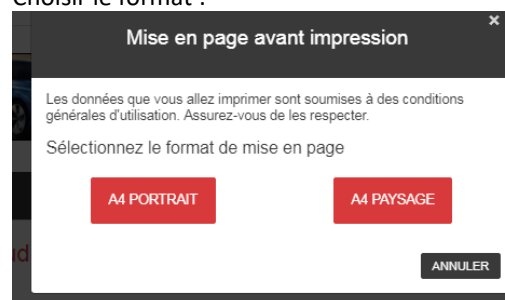 Choisir le format :
×
Mise en page avant impression
Les données que vous allez imprimer sont soumises à des conditions
générales d'utilisation. Assurez-vous de les respecter.
Sélectionnez le format de mise en page
A4 PORTRAIT A4 PAYSAGE
ud
ANNULER